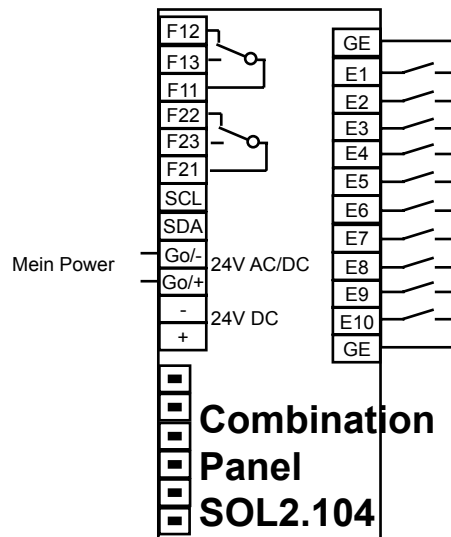 F12
F13
F11
F22
F23
F21
SCL
SDA
Go/-
Go/+
-
+
Mein Power
24V AC/DC
24V DC
GE
E1
E2
E3
E4
E5
E6
E7
E8
E9
E10
GE
Combination
Panel
SOL2.104